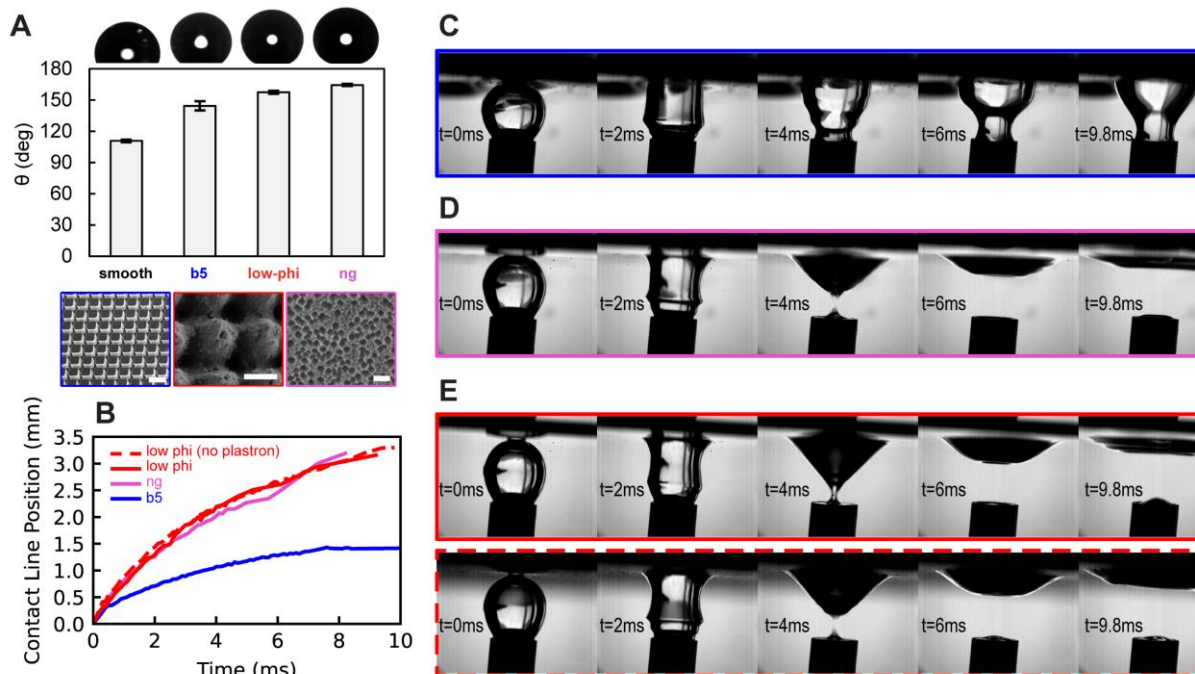 A
180
150
120
90
60
30
0
θ (deg)
smooth b5 low-phi ng
B
3.5
3.0
2.5
2.0
1.5
1.0
0.5
0.0
Contact Line Position (mm)
low phi (no plastron)
low phi
ng
b5
0 2 4 6 8 10
Time (ms)
C
t=0ms t=2ms t=4ms t=6ms t=9.8ms
D
t=0ms t=2ms t=4ms t=6ms t=9.8ms
E
t=0ms t=2ms t=4ms t=6ms t=9.8ms
t=0ms t=2ms t=4ms t=6ms t=9.8ms